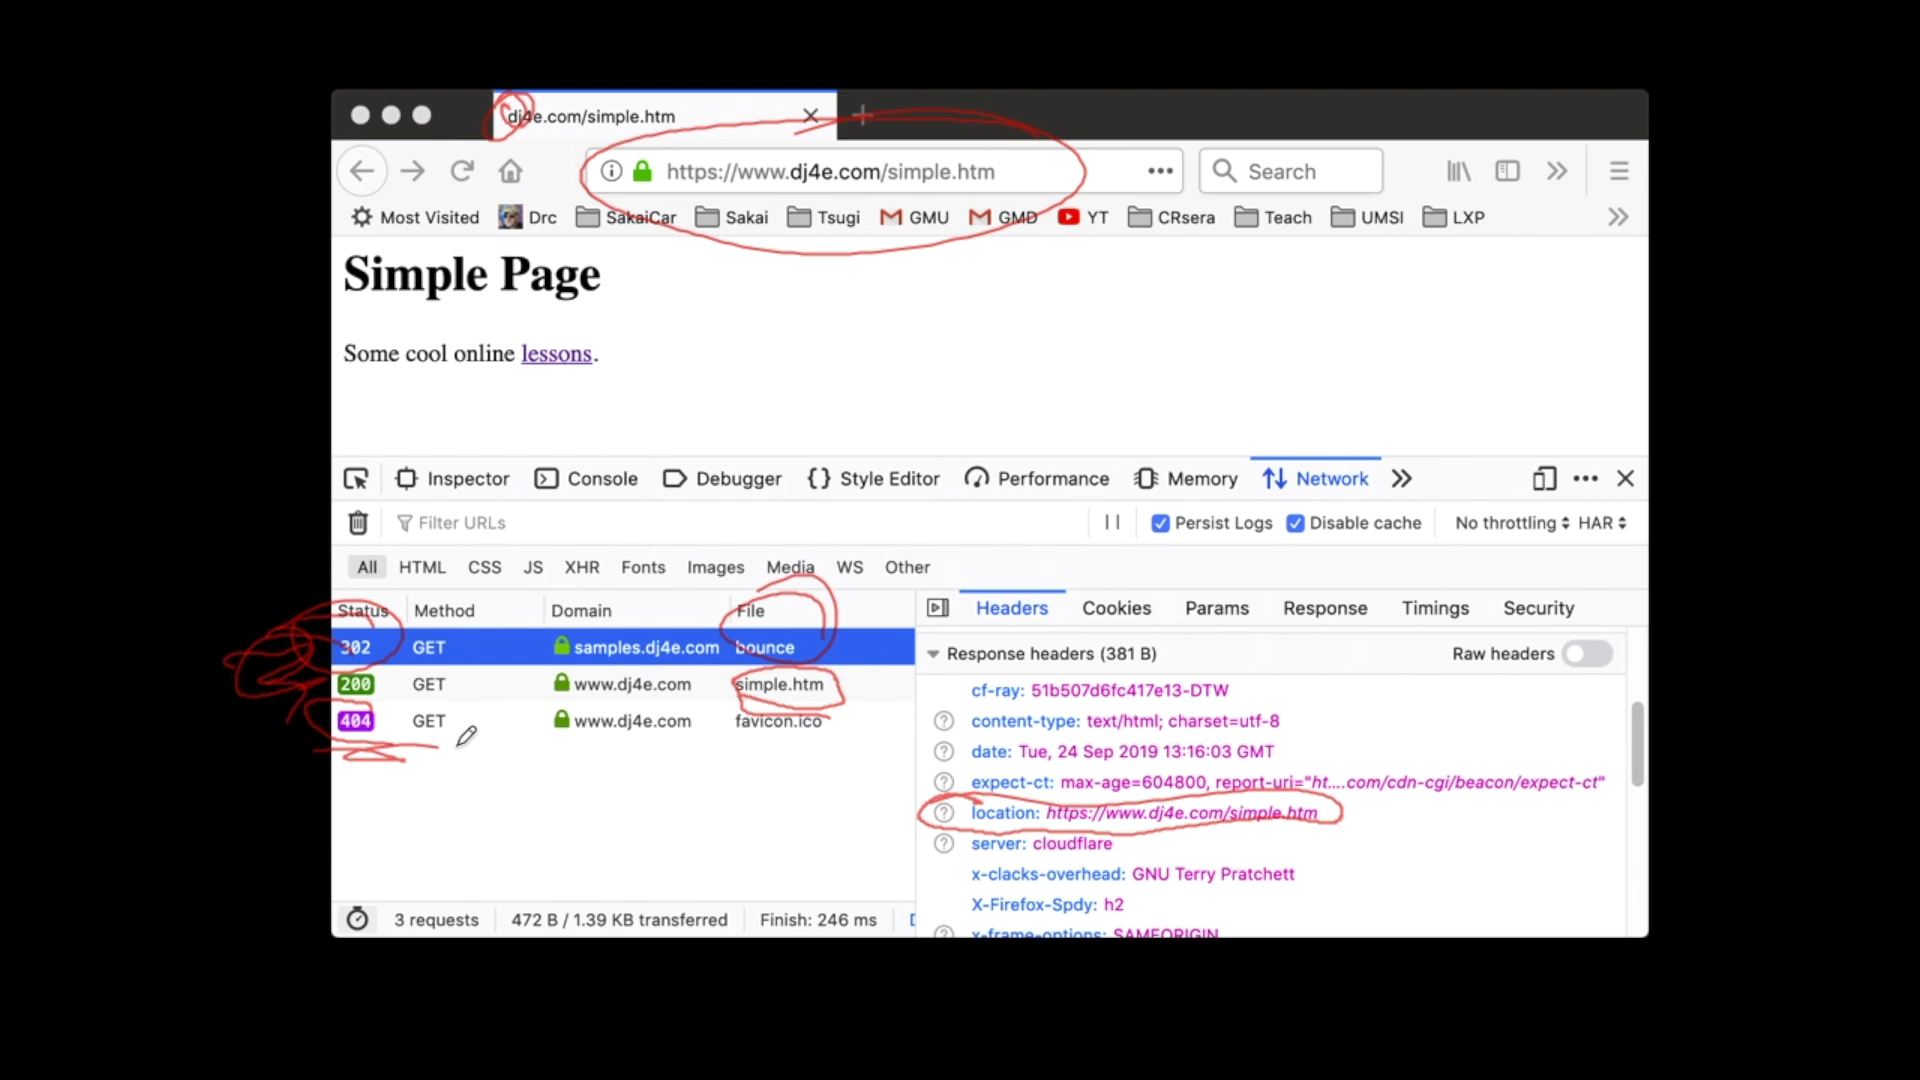 dj4e.com/simple.htm
https://www.dj4e.com/simple.htm
Search
Most Visited Drc SakaiCar Sakai Tsugi GMU GMD YT CRsera Teach UMSI LXP
Simple Page
Some cool online lessons.
Inspector Console Debugger Style Editor Performance Memory Network
Filter URLs Persist Logs Disable cache No throttling HAR
All HTML CSS JS XHR Fonts Images Media WS Other
Status Method Domain File
302 GET samples.dj4e.com bounce
200 GET www.dj4e.com simple.htm
404 GET www.dj4e.com favicon.ico
3 requests 472 B / 1.39 KB transferred Finish: 246 ms
Headers Cookies Params Response Timings Security
Response headers (381 B) Raw headers
cf-ray: 51b507d6fc417e13-DTW
content-type: text/html; charset=utf-8
date: Tue, 24 Sep 2019 13:16:03 GMT
expect-ct: max-age=604800, report-uri="ht....com/cdn-cgi/beacon/expect-ct"
location: https://www.dj4e.com/simple.htm
server: cloudflare
x-clacks-overhead: GNU Terry Pratchett
X-Firefox-Spdy: h2
x-frame-options: SAMEORIGIN